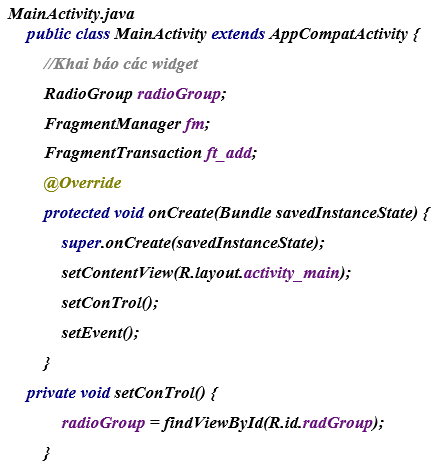 MainActivity.java
public class MainActivity extends AppCompatActivity {
//Khai báo các widget
RadioGroup radioGroup;
FragmentManager fm;
FragmentTransaction ft_add;
@Override
protected void onCreate(Bundle savedInstanceState) {
super.onCreate(savedInstanceState);
setContentView(R.layout.activity_main);
setConTrol();
setEvent();
}
private void setConTrol() {
radioGroup = findViewById(R.id.radGroup);
}